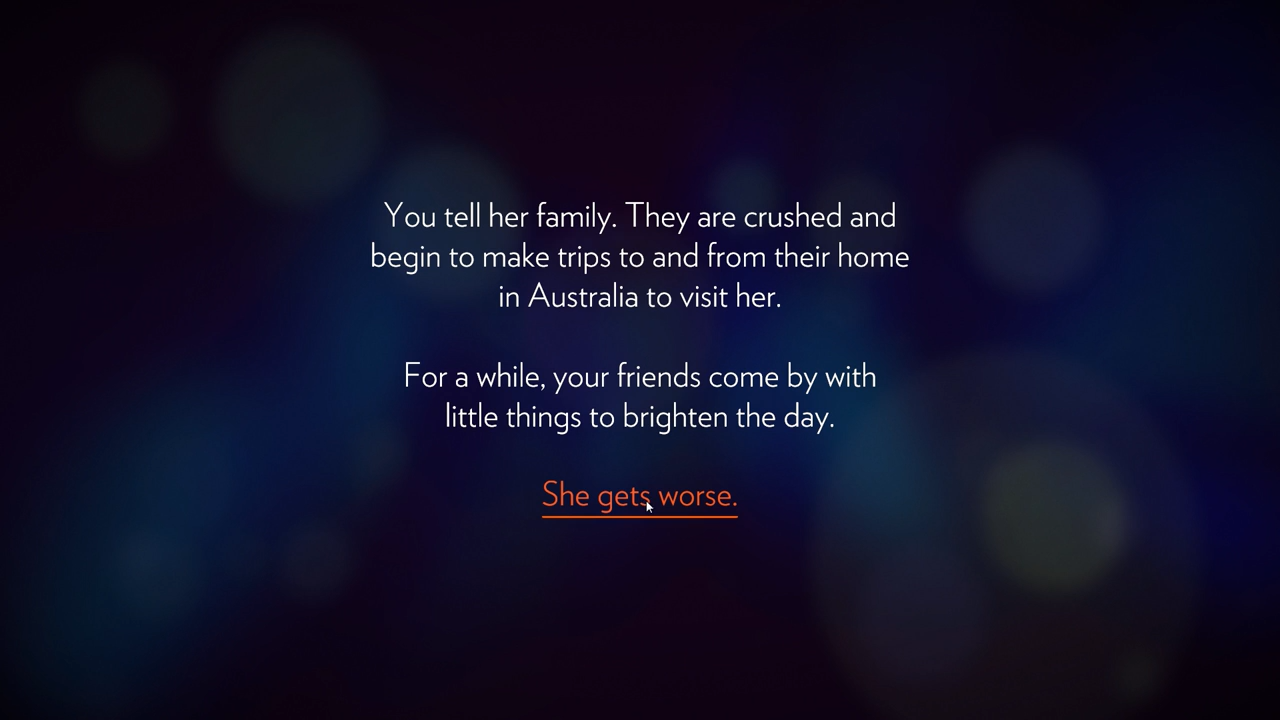 You tell her family. They are crushed and
begin to make trips to and from their home
in Australia to visit her.
For a while, your friends come by with
little things to brighten the day.
She gets worse.